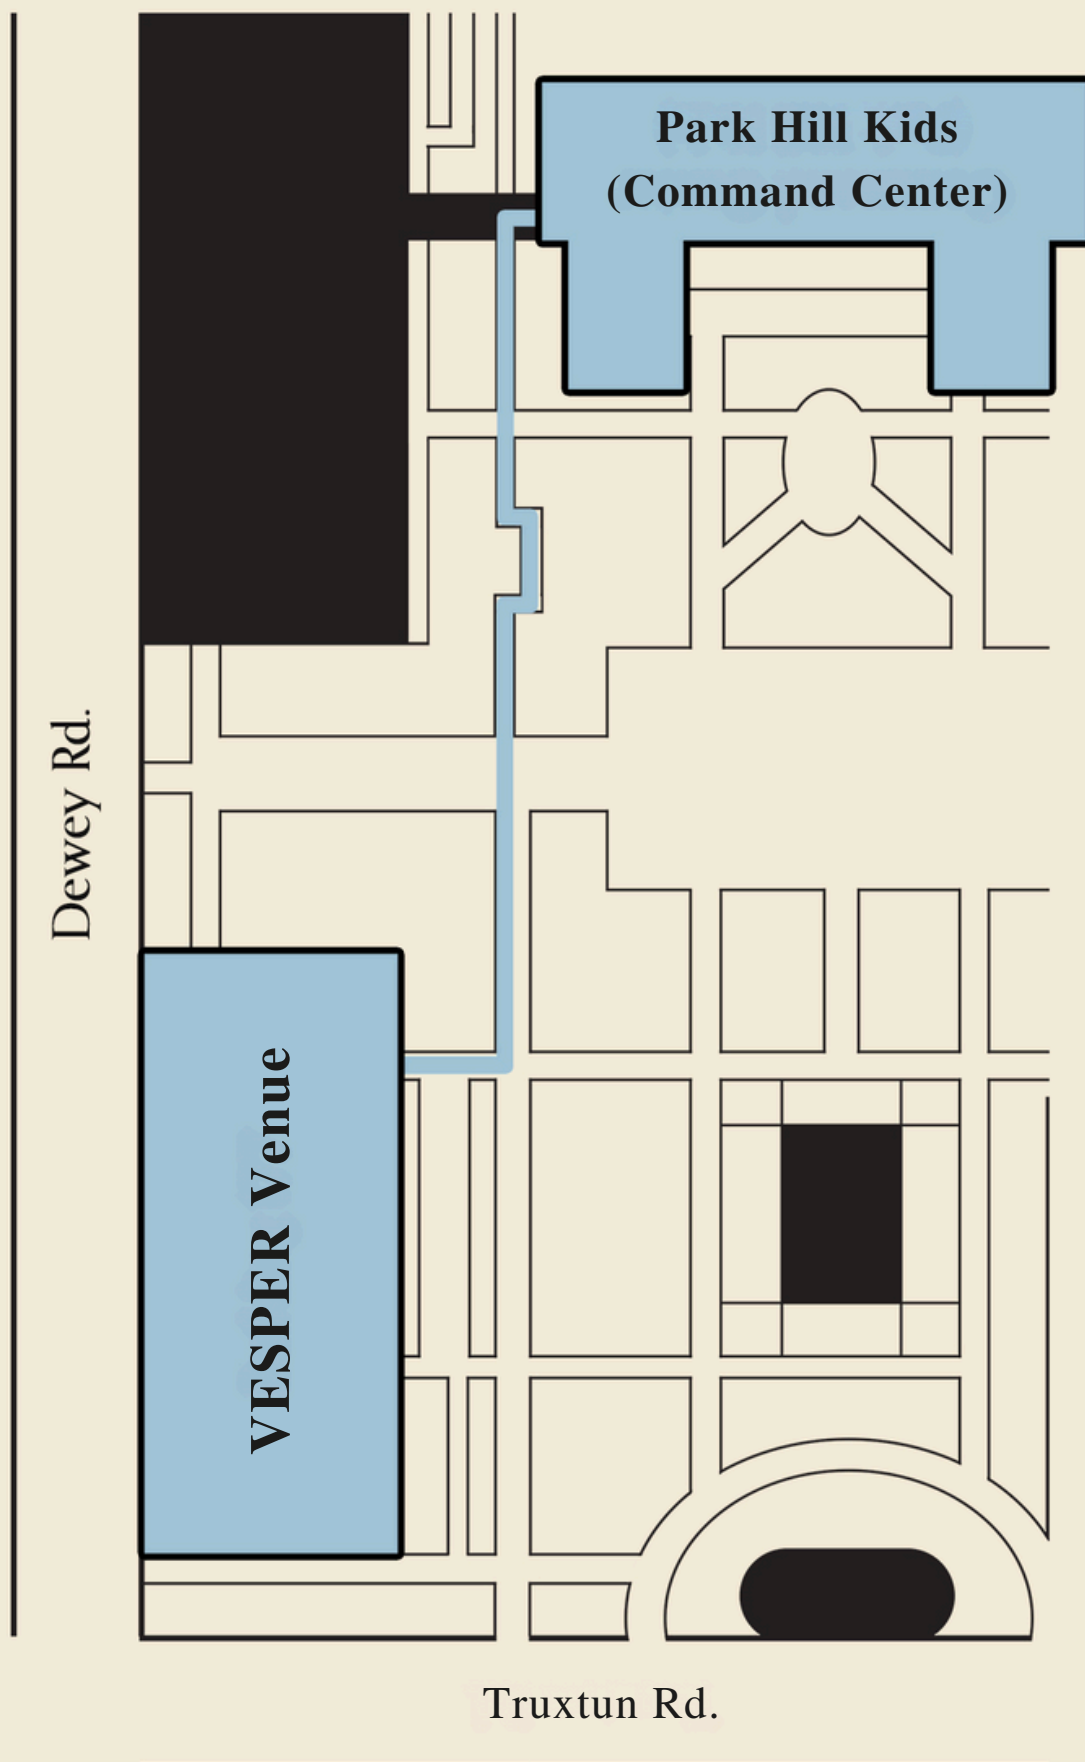 Park Hill Kids
(Command Center)
Dewey Rd.
VESPER Venue
Truxtun Rd.